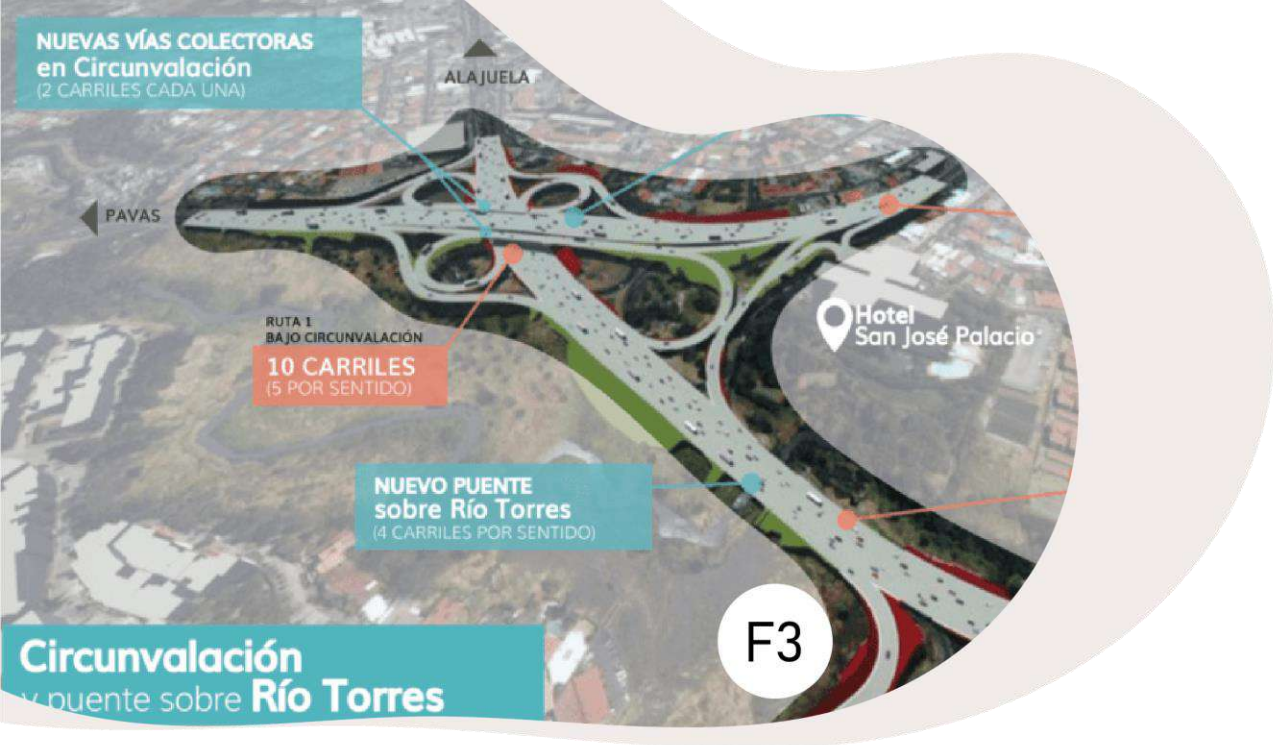 NUEVAS VÍAS COLECTORAS
en Circunvalación
(2 CARRILES CADA UNA)
ALAJUELA
PAVAS
RUTA 1
BAJO CIRCUNVALACIÓN
10 CARRILES
(5 POR SENTIDO)
Hotel
San José Palacio
NUEVO PUENTE
sobre Río Torres
(4 CARRILES POR SENTIDO)
F3
Circunvalación
y puente sobre Río Torres